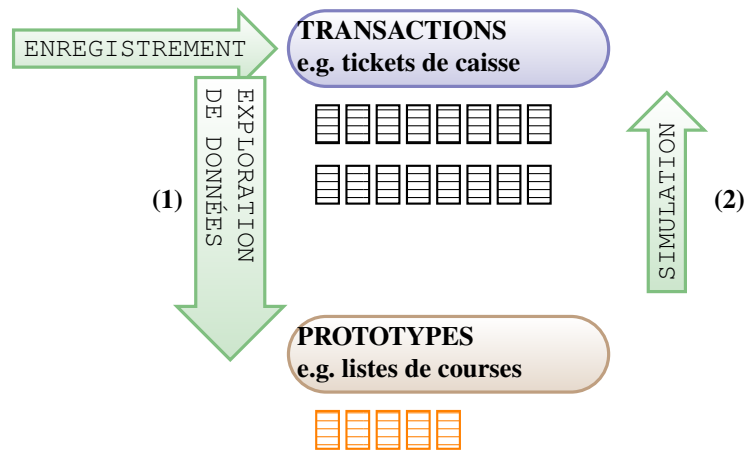 ENREGISTREMENT
TRANSACTIONS
e.g. tickets de caisse
(1)
EXPLORATION
DE DONNÉES
SIMULATION
(2)
PROTOTYPES
e.g. listes de courses